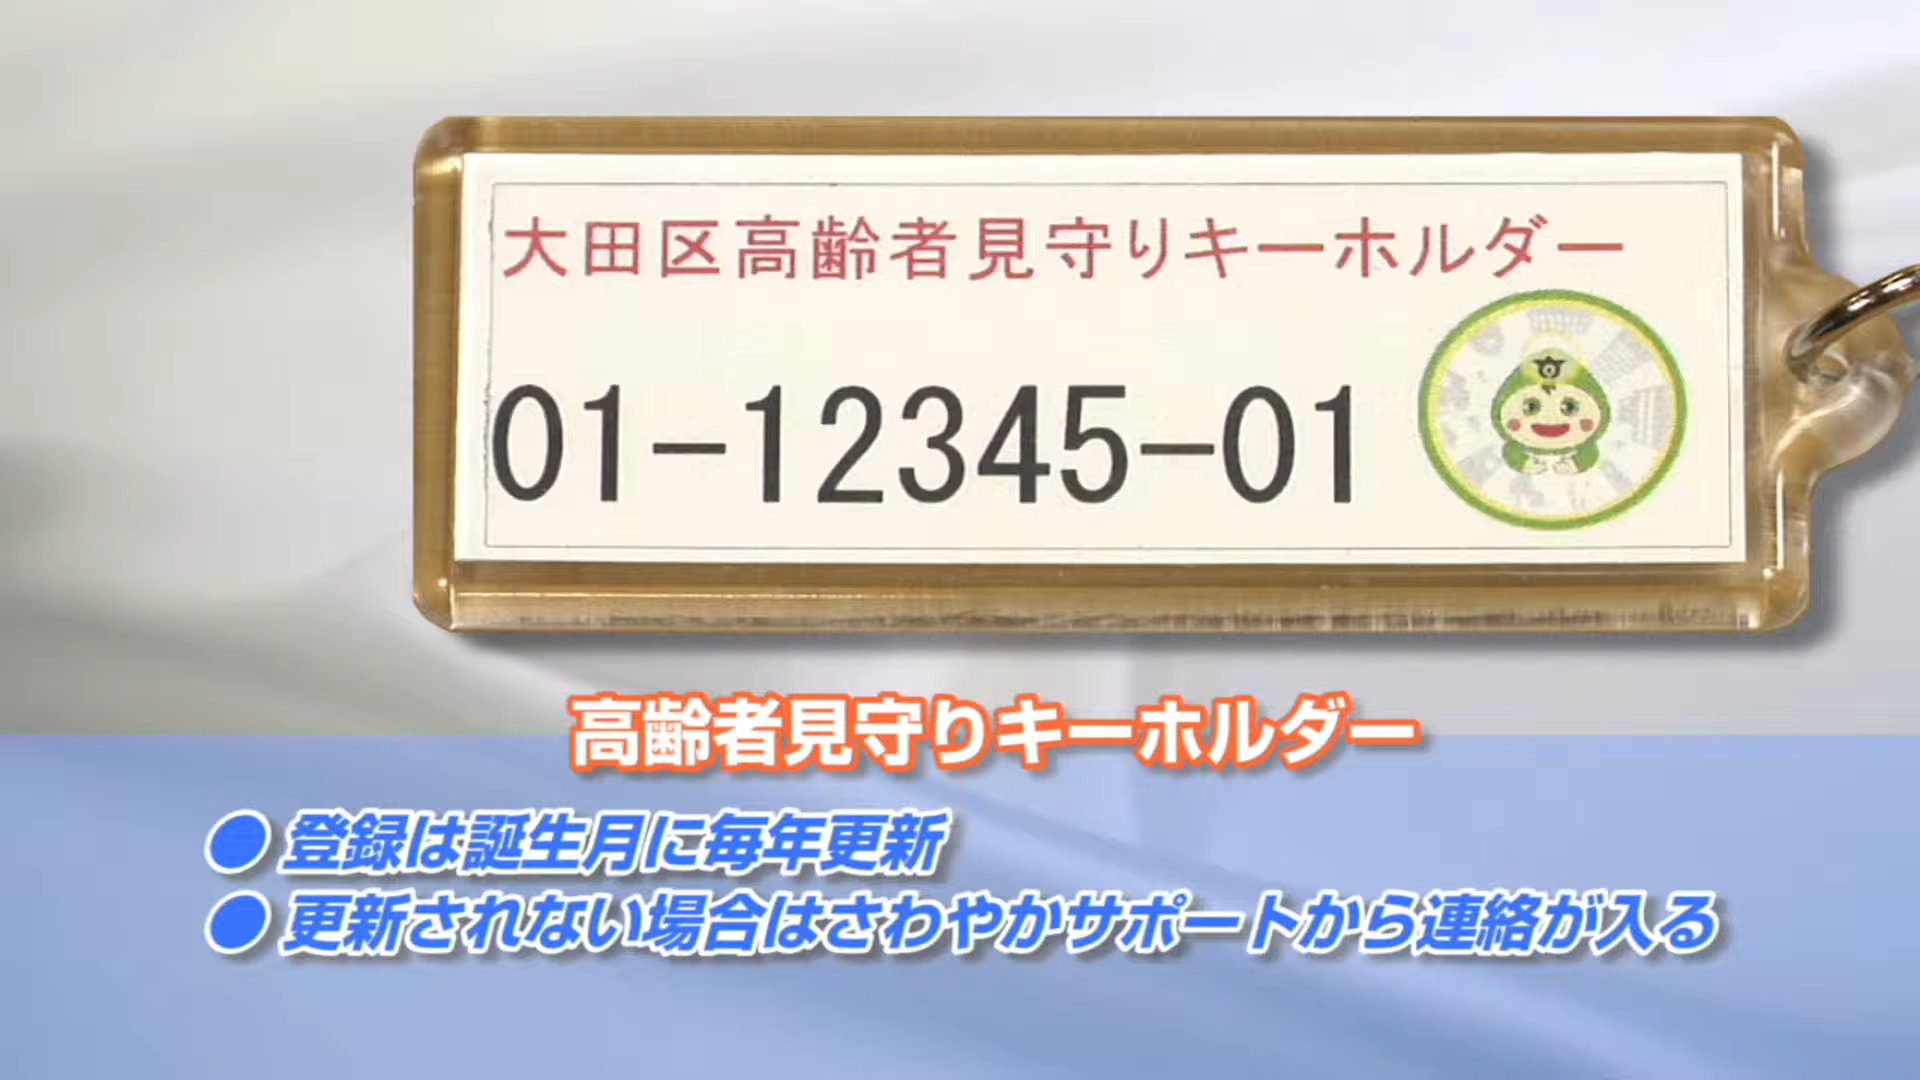 大田区高齢者見守りキーホルダー
01-12345-01
高齢者見守りキーホルダー
● 登録は誕生月に毎年更新
● 更新されない場合はさわやかサポートから連絡が入る